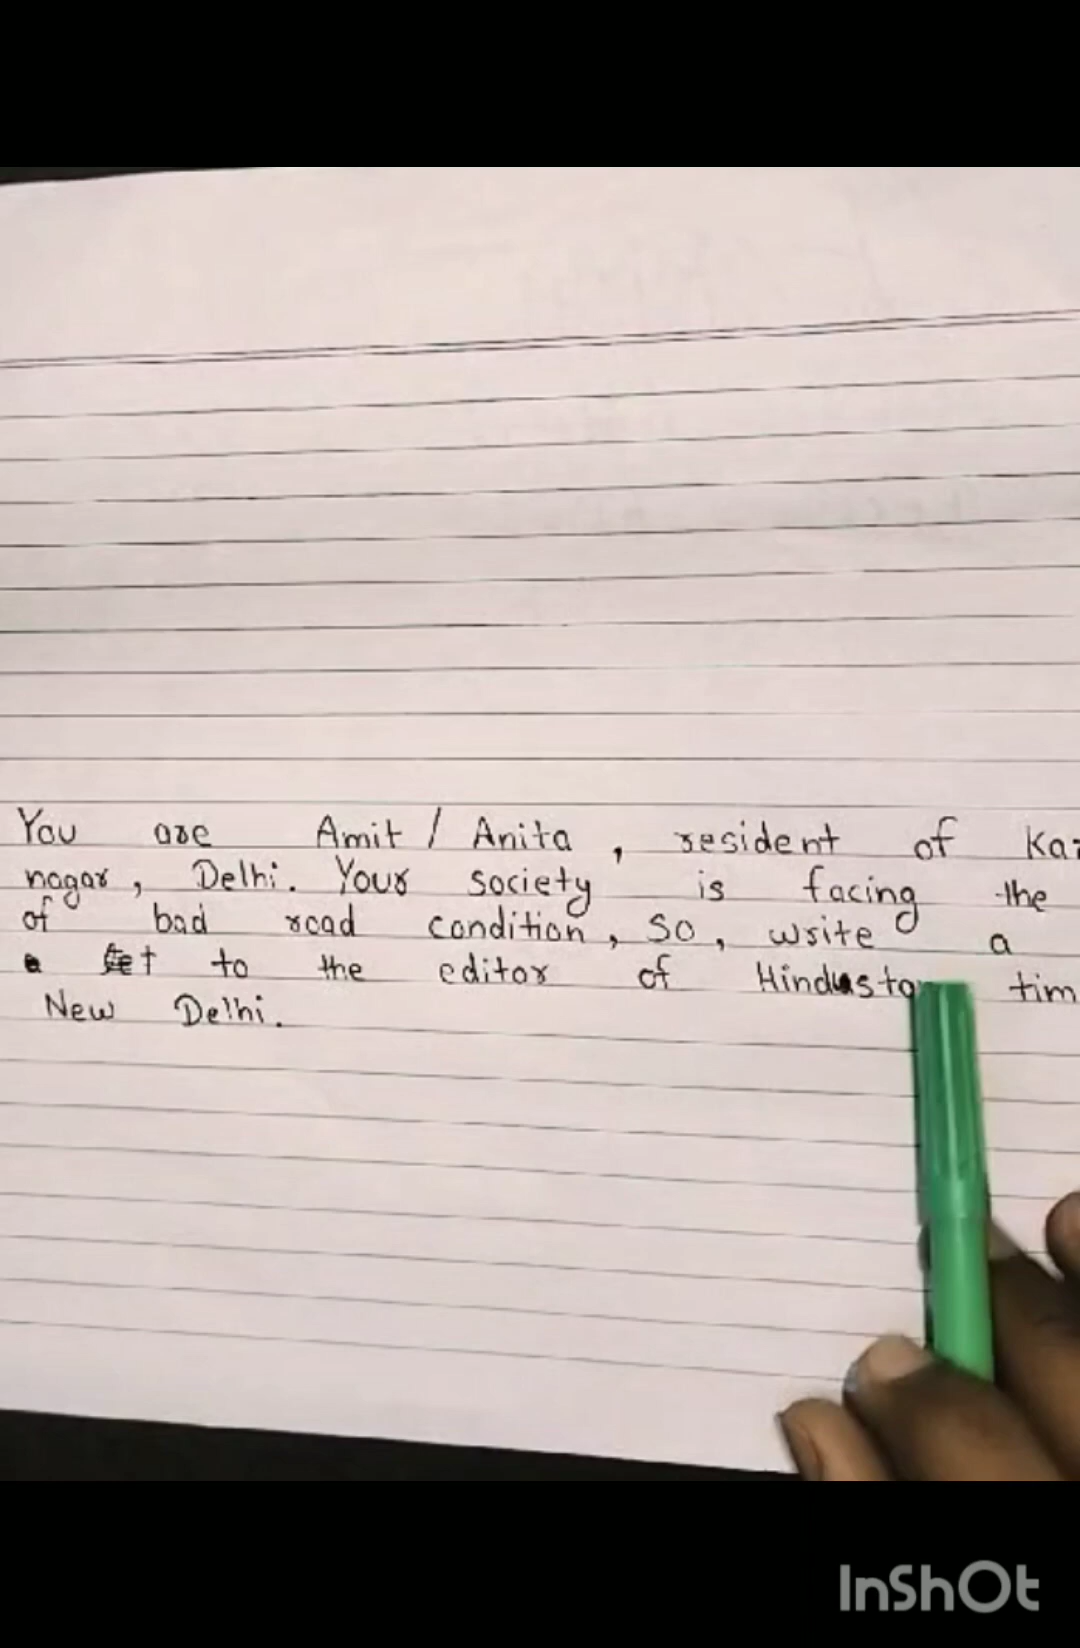 You are Amit / Anita, resident of
nagar, Delhi. Your society is facing the
of bad road condition, so, write a
to the editor of
New Delhi.
InShOt